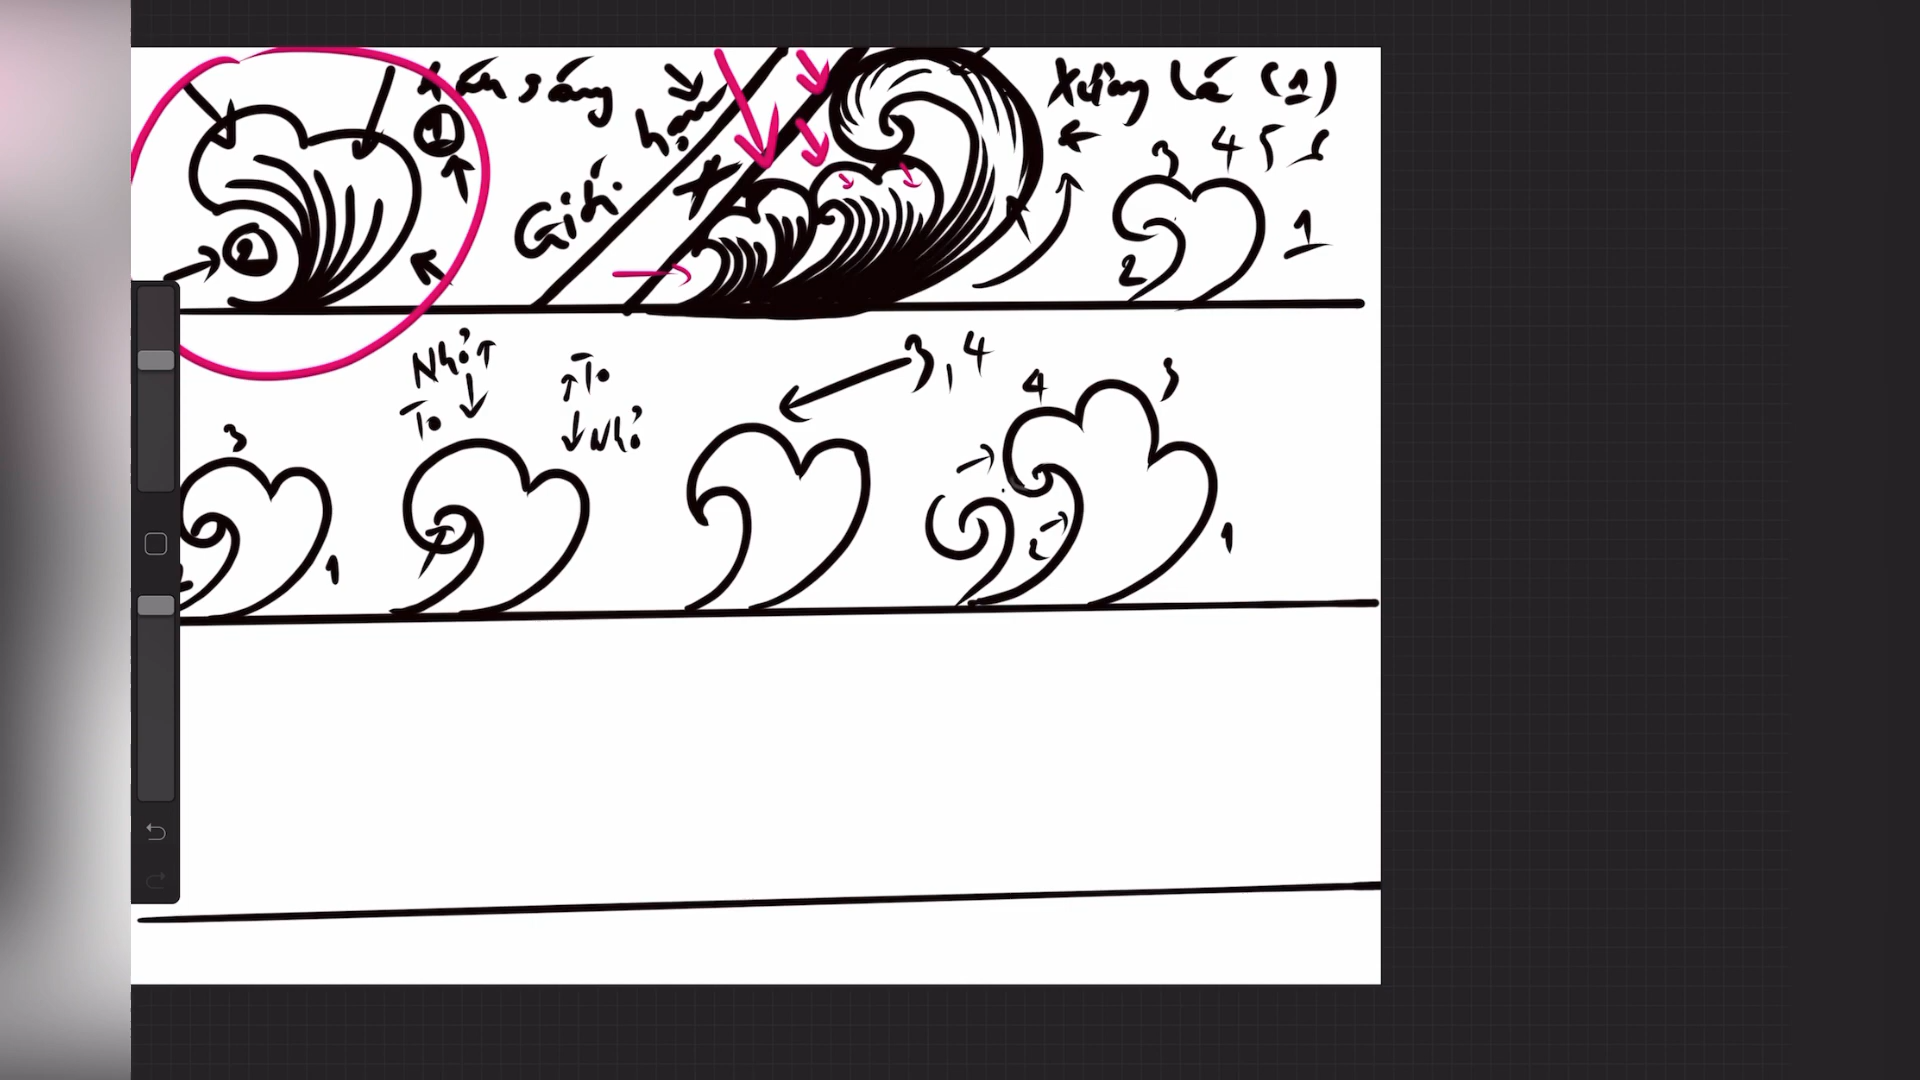 Giới hạn
Xương lá (1)
3 4 5 6
2 1
1
2
Nhỏ↑
To ↓
↑To
↓Nhỏ
3,4
3
1
4 3
2 1